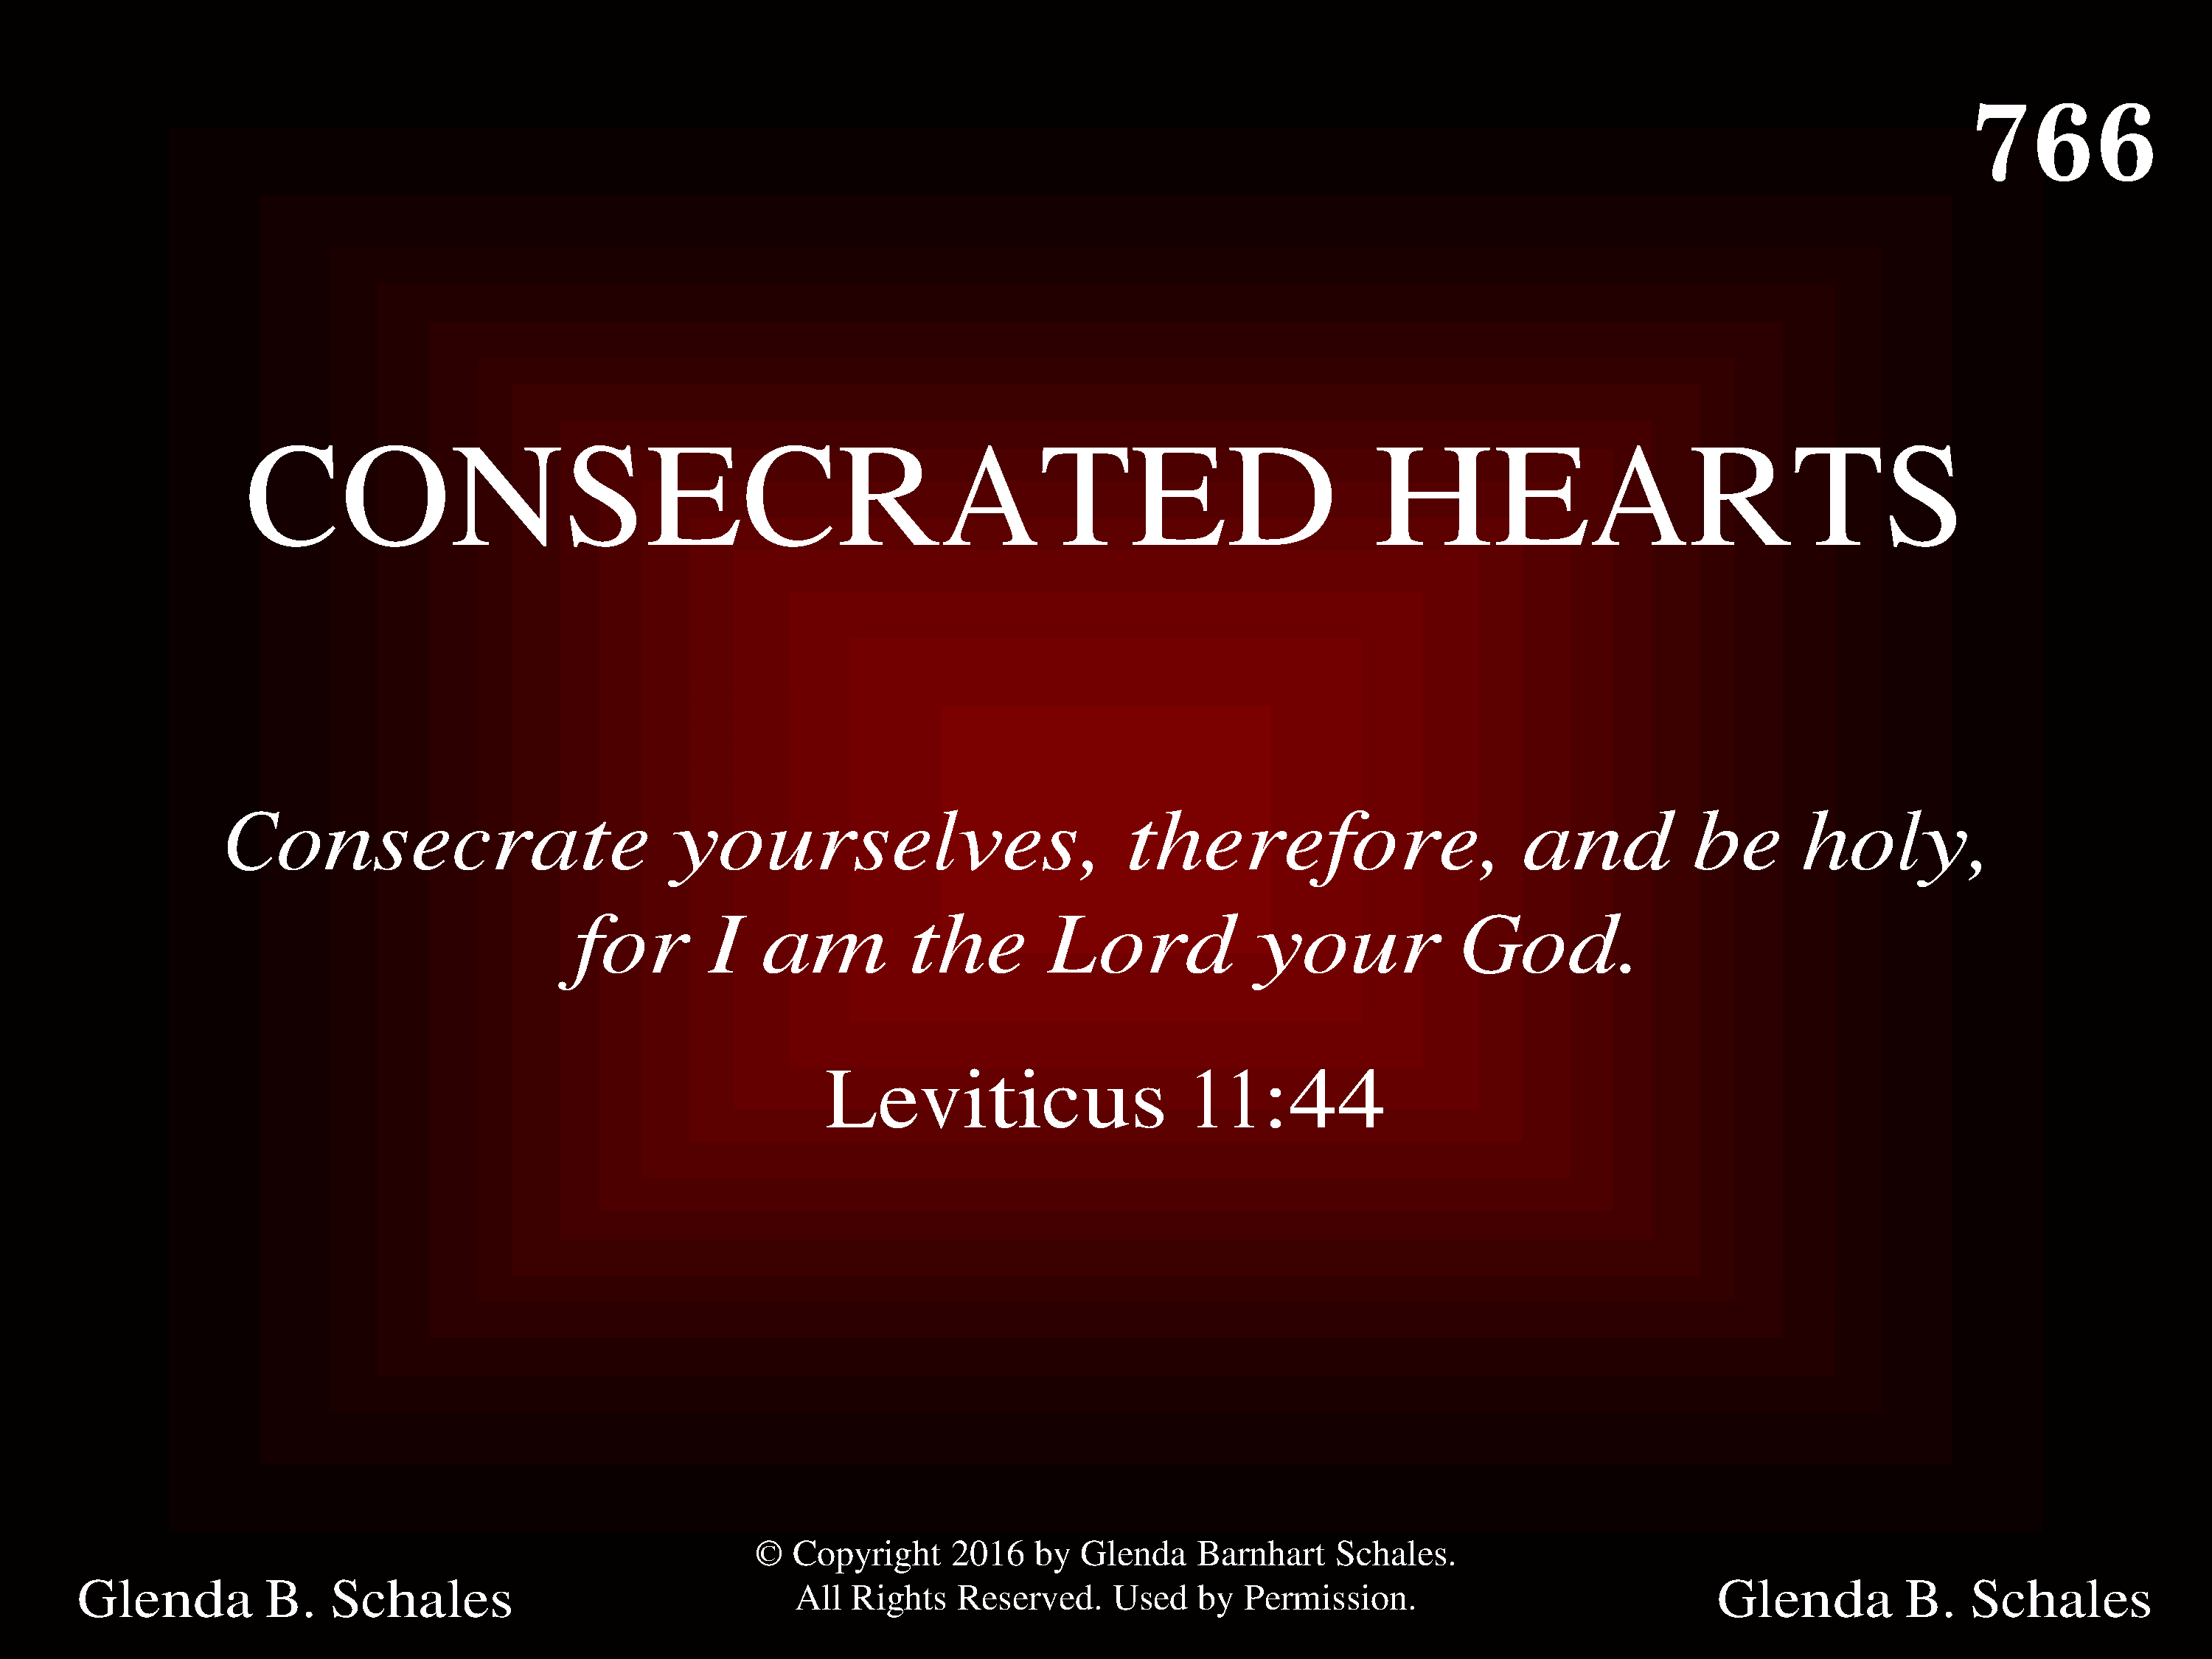 766
CONSECRATED HEARTS
Consecrate yourselves, therefore, and be holy,
for I am the Lord your God.
Leviticus 11:44
© Copyright 2016 by Glenda Barnhart Schales.
All Rights Reserved. Used by Permission.
Glenda B. Schales
Glenda B. Schales